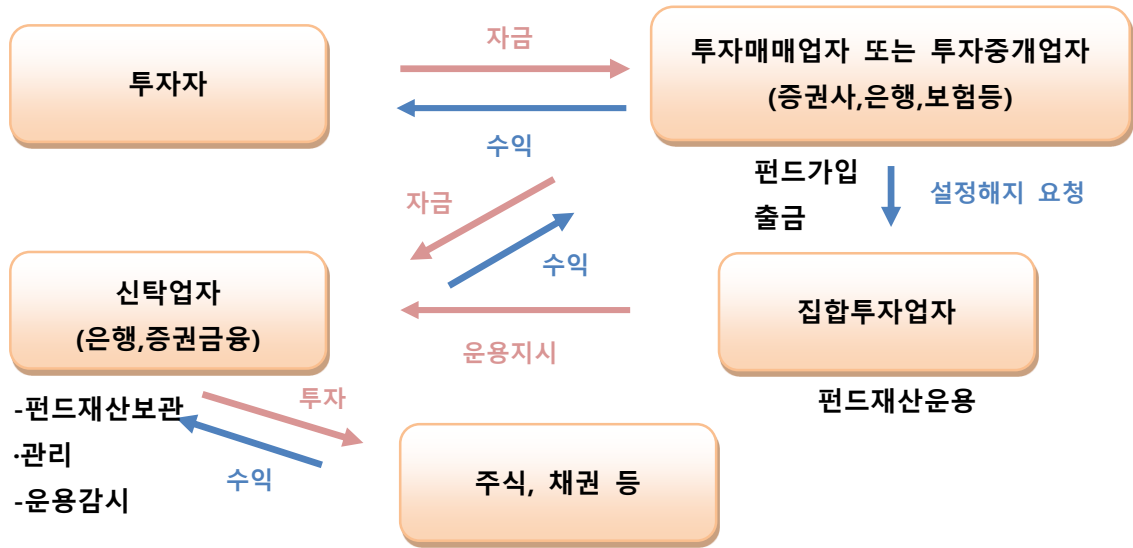 투자자
자금
수익
투자매매업자 또는 투자중개업자
(증권사,은행,보험등)
펀드가입
출금
설정해지 요청
자금
수익
신탁업자
(은행,증권금융)
운용지시
집합투자업자
펀드재산운용
-펀드재산보관
·관리
-운용감시
투자
수익
주식, 채권 등